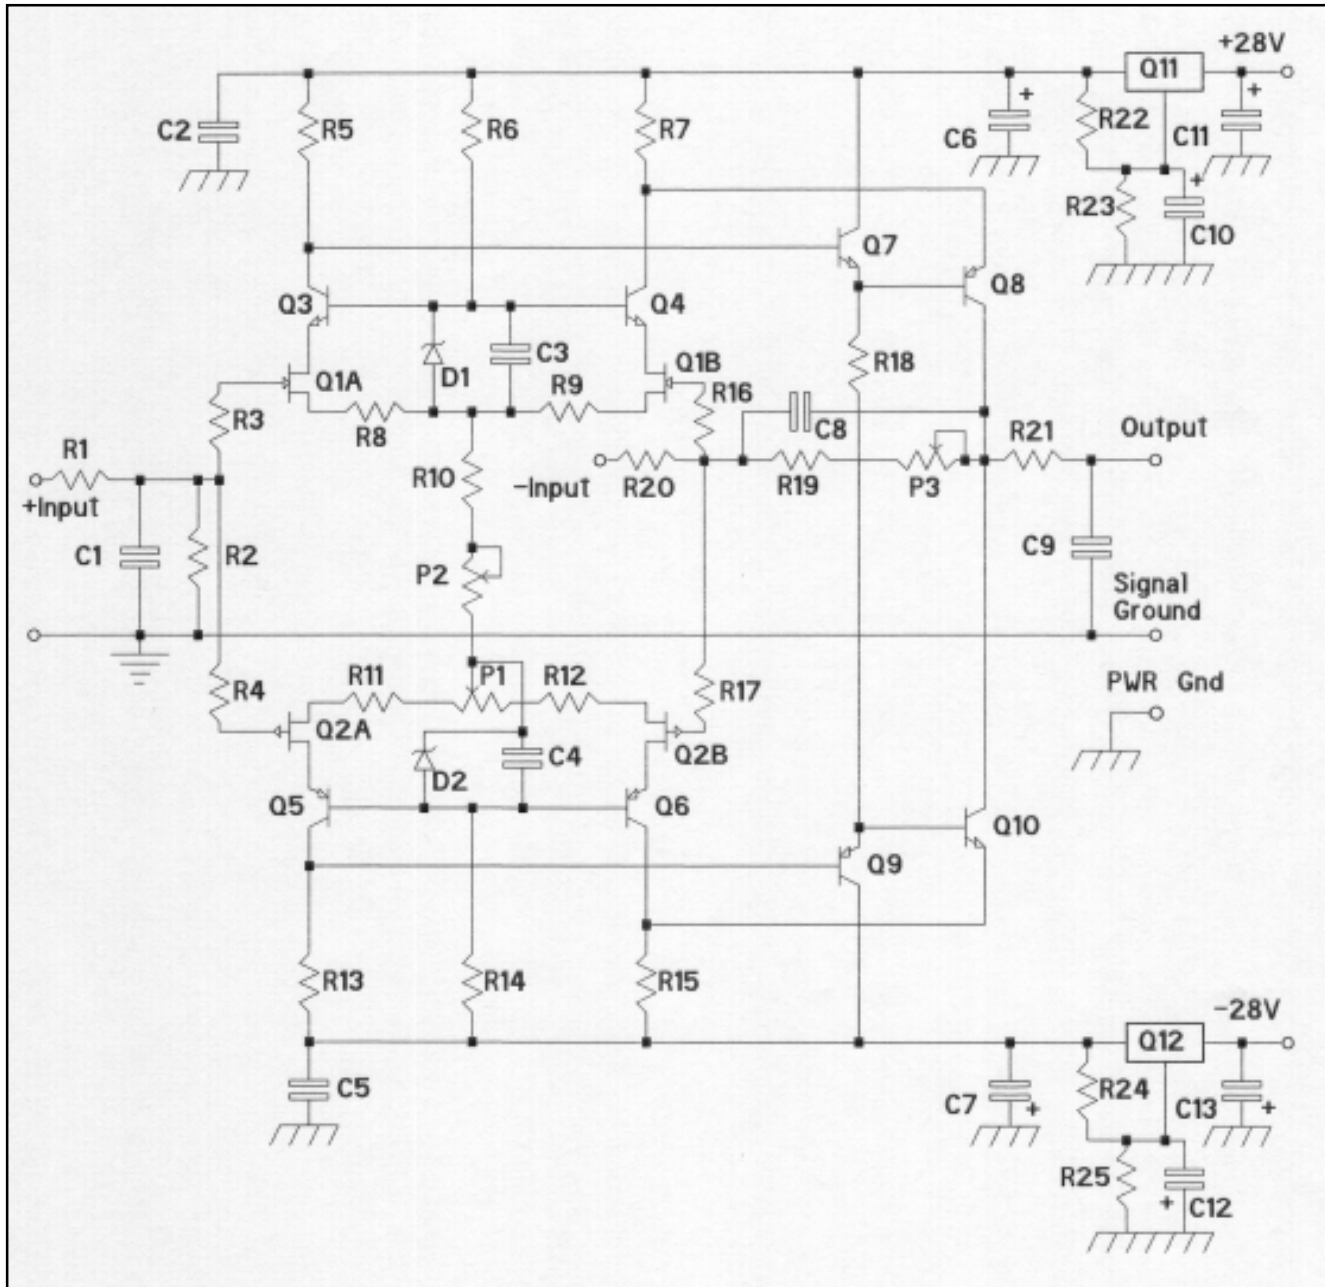 +28V
Q11
C2
R5
R6
R7
C6
+
R22
C11
+
R23
+
C10
Q7
Q3
Q4
Q8
Q1A
D1
C3
Q1B
R18
R3
R8
R9
R16
C8
R21
Output
R1
R10
-Input
R20
R19
P3
+Input
C1
R2
P2
C9
Signal
Ground
R4
R11
P1
R12
R17
PWR Gnd
Q2A
D2
C4
Q2B
Q5
Q6
Q10
Q9
R13
R14
R15
-28V
Q12
C5
C7
+
R24
C13
+
R25
+
C12